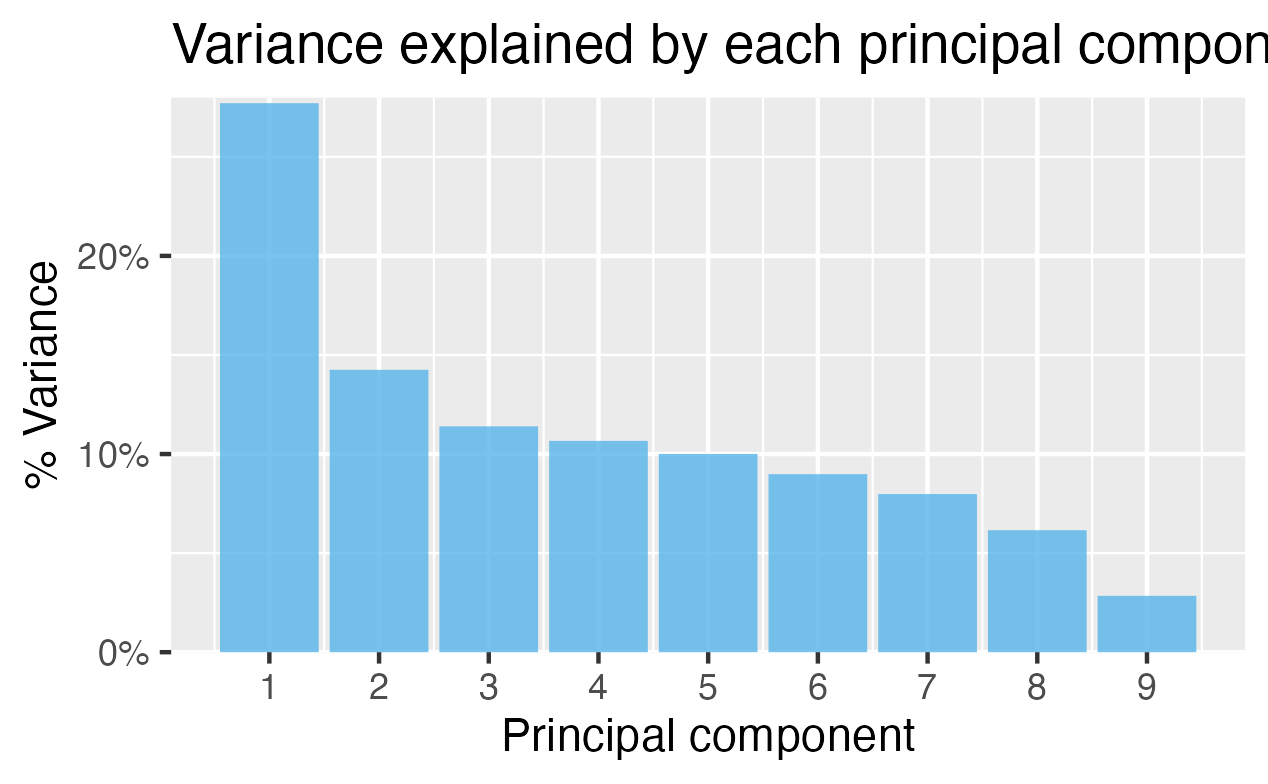 Variance explained by each principal compon
% Variance
20%
10%
0%
1 2 3 4 5 6 7 8 9
Principal component